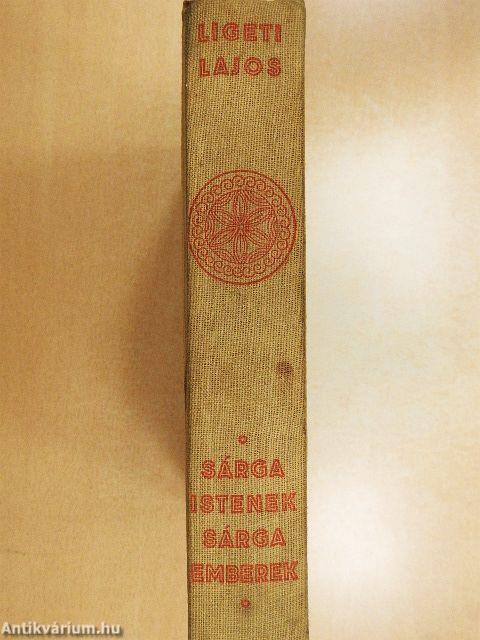 LIGETI
LAJOS
SÁRGA
ISTENEK
SÁRGA
EMBEREK
Antikvárium.hu